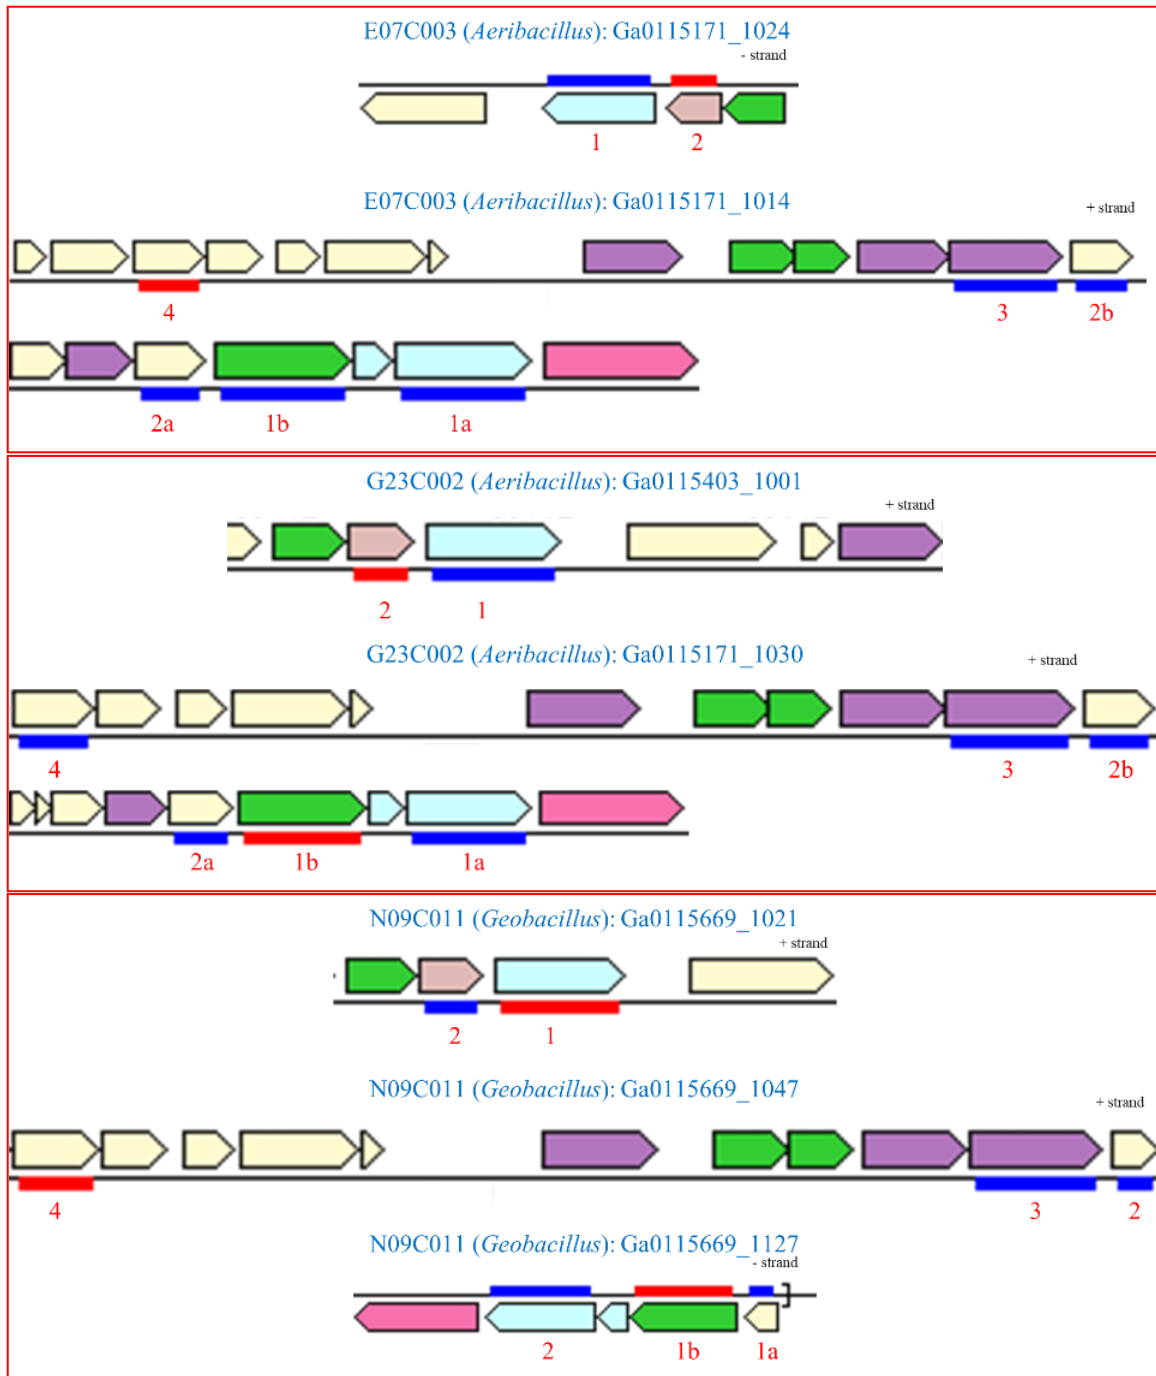 E07C003 (Aeribacillus): Ga0115171_1024
- strand
1 2
E07C003 (Aeribacillus): Ga0115171_1014
+ strand
4 3 2b
2a 1b 1a
G23C002 (Aeribacillus): Ga0115403_1001
+ strand
2 1
G23C002 (Aeribacillus): Ga0115171_1030
+ strand
4 3 2b
2a 1b 1a
N09C011 (Geobacillus): Ga0115669_1021
+ strand
2 1
N09C011 (Geobacillus): Ga0115669_1047
+ strand
4 3 2
N09C011 (Geobacillus): Ga0115669_1127
- strand
2 1b 1a